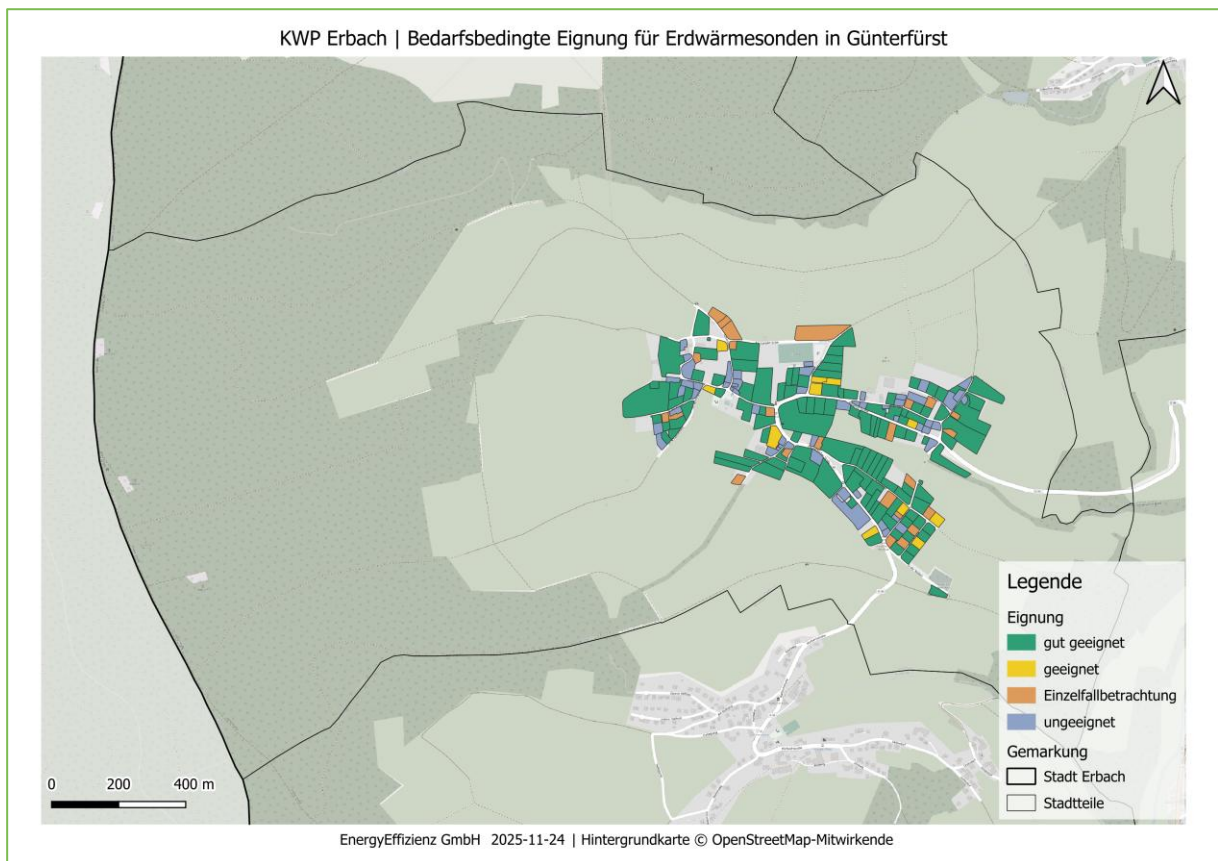 KWP Erbach | Bedarfsbedingte Eignung für Erdwärmesonden in Günterfürst
Legende
Eignung
gut geeignet
geeignet
Einzelfallbetrachtung
ungeeignet
Gemarkung
Stadt Erbach
Stadtteile
0 200 400 m
EnergyEffizienz GmbH 2025-11-24 | Hintergrundkarte © OpenStreetMap-Mitwirkende